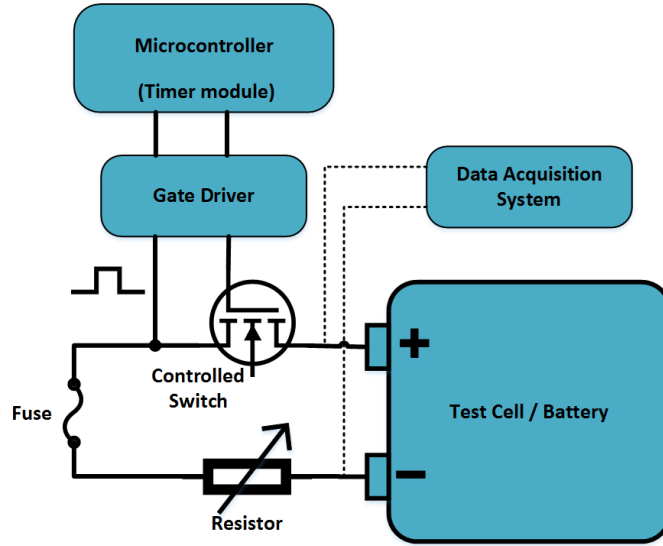 Microcontroller
(Timer module)
Gate Driver
Data Acquisition
System
Controlled
Switch
Fuse
Test Cell / Battery
Resistor